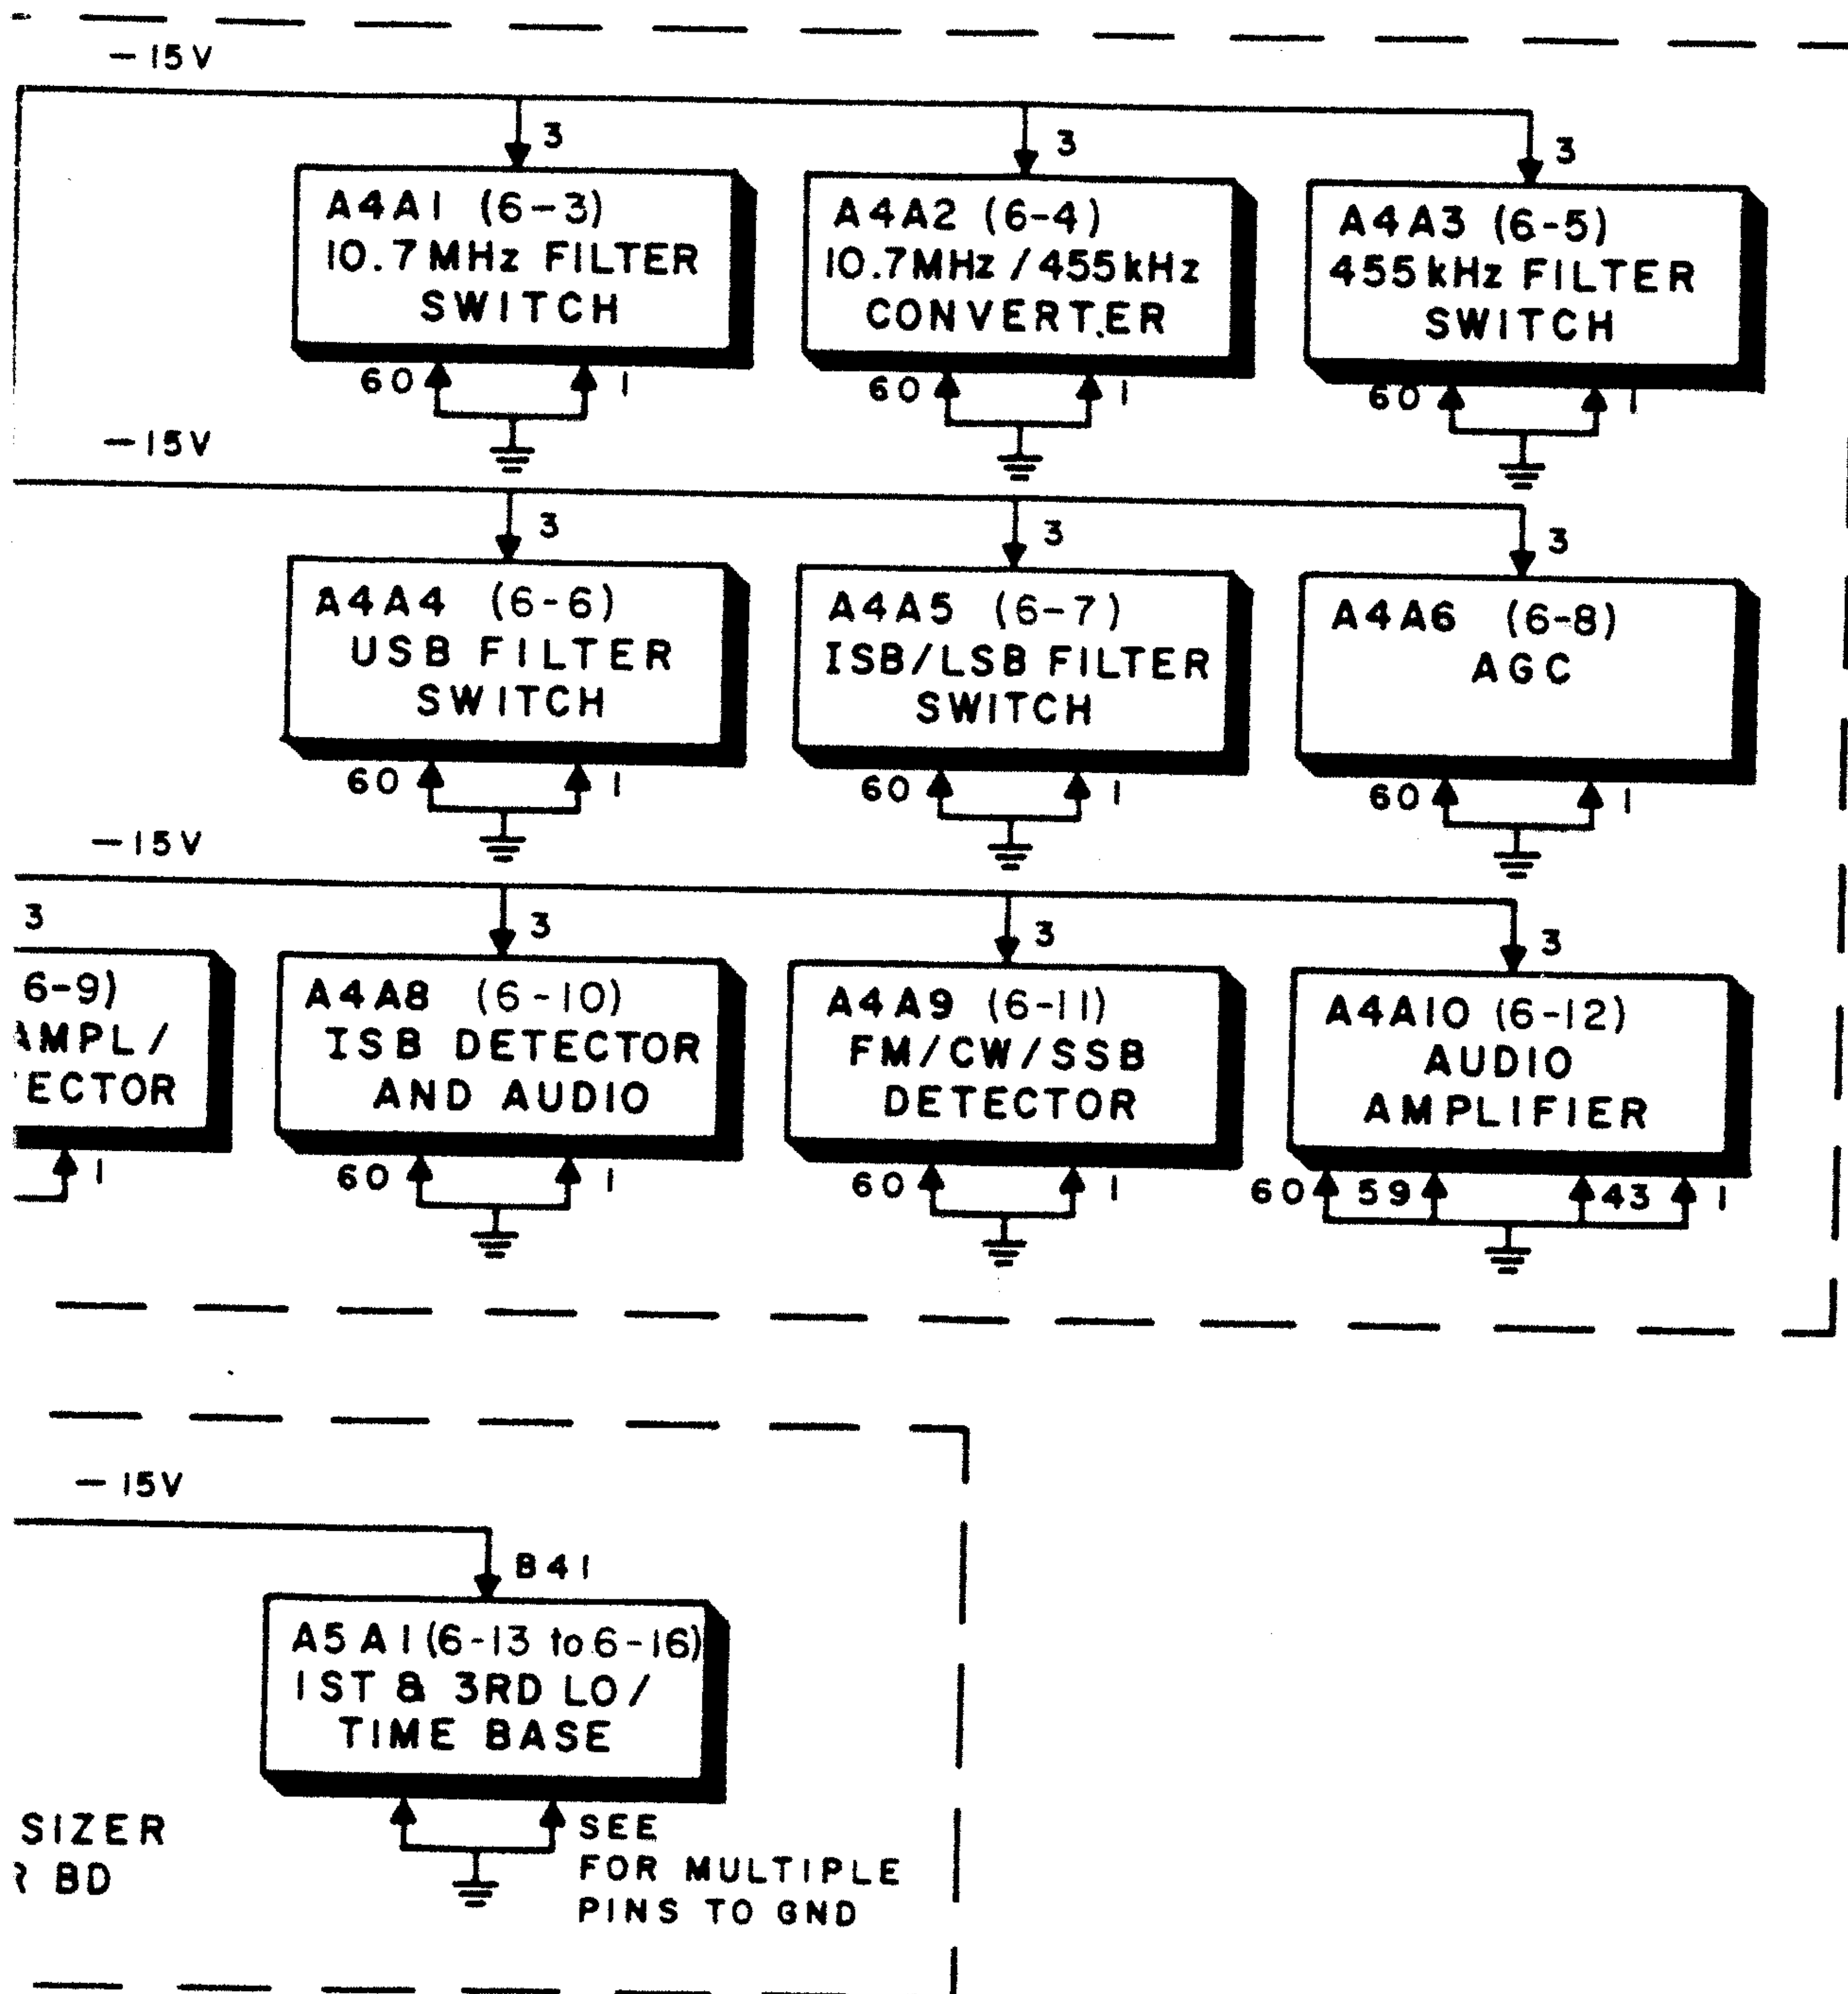 -15V
3
3
3
A4A1 (6-3)
10.7MHz FILTER
SWITCH
A4A2 (6-4)
10.7MHz/455kHz
CONVERTER
A4A3 (6-5)
455kHz FILTER
SWITCH
60
1
60
1
60
1
-15V
3
3
3
A4A4 (6-6)
USB FILTER
SWITCH
A4A5 (6-7)
ISB/LSB FILTER
SWITCH
A4A6 (6-8)
AGC
60
1
60
1
60
1
-15V
3
3
3
3
6-9)
AMPL/
ECTOR
A4A8 (6-10)
ISB DETECTOR
AND AUDIO
A4A9 (6-11)
FM/CW/SSB
DETECTOR
A4A10 (6-12)
AUDIO
AMPLIFIER
1
60
1
60
1
60
59
43
1
-15V
B41
A5A1 (6-13 to 6-16)
1ST & 3RD LO/
TIME BASE
SIZER
BD
SEE
FOR MULTIPLE
PINS TO GND